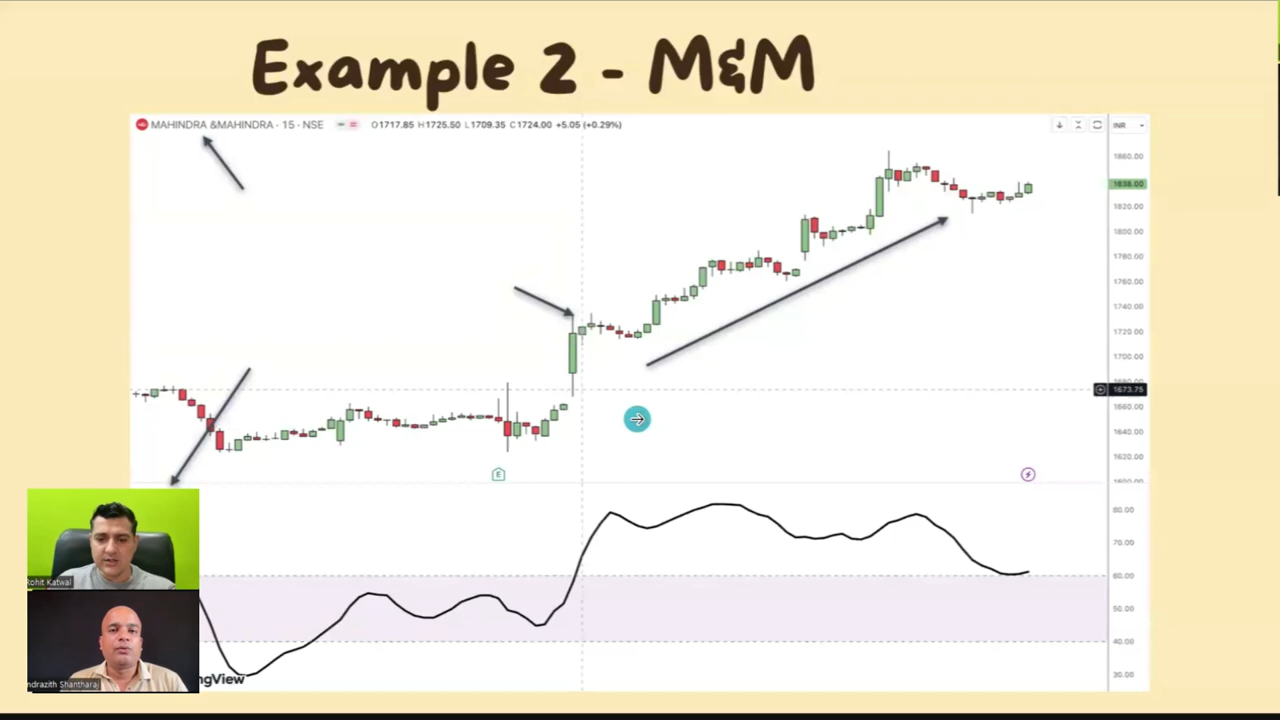 Example 2 - M&M
MAHINDRA &MAHINDRA · 15 · NSE
O1717.85 H1725.50 L1709.35 C1724.00 +5.05 (+0.29%)
INR
1860.00
1838.00
1820.00
1800.00
1780.00
1760.00
1740.00
1720.00
1700.00
1673.75
1660.00
1640.00
1620.00
E
80.00
70.00
60.00
50.00
40.00
30.00
Rohit Katwal
ndrazith Shantharaj
ngView